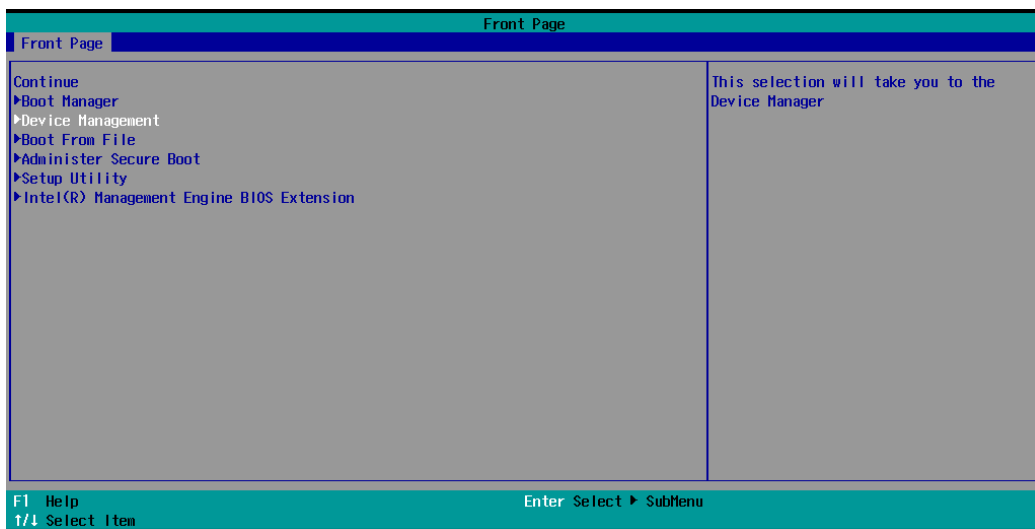 Front Page
Front Page
Continue
▶Boot Manager
▶Device Management
▶Boot From File
▶Administer Secure Boot
▶Setup Utility
▶Intel(R) Management Engine BIOS Extension
This selection will take you to the
Device Manager
F1 Help
↑/↓ Select Item
Enter Select ▶ SubMenu